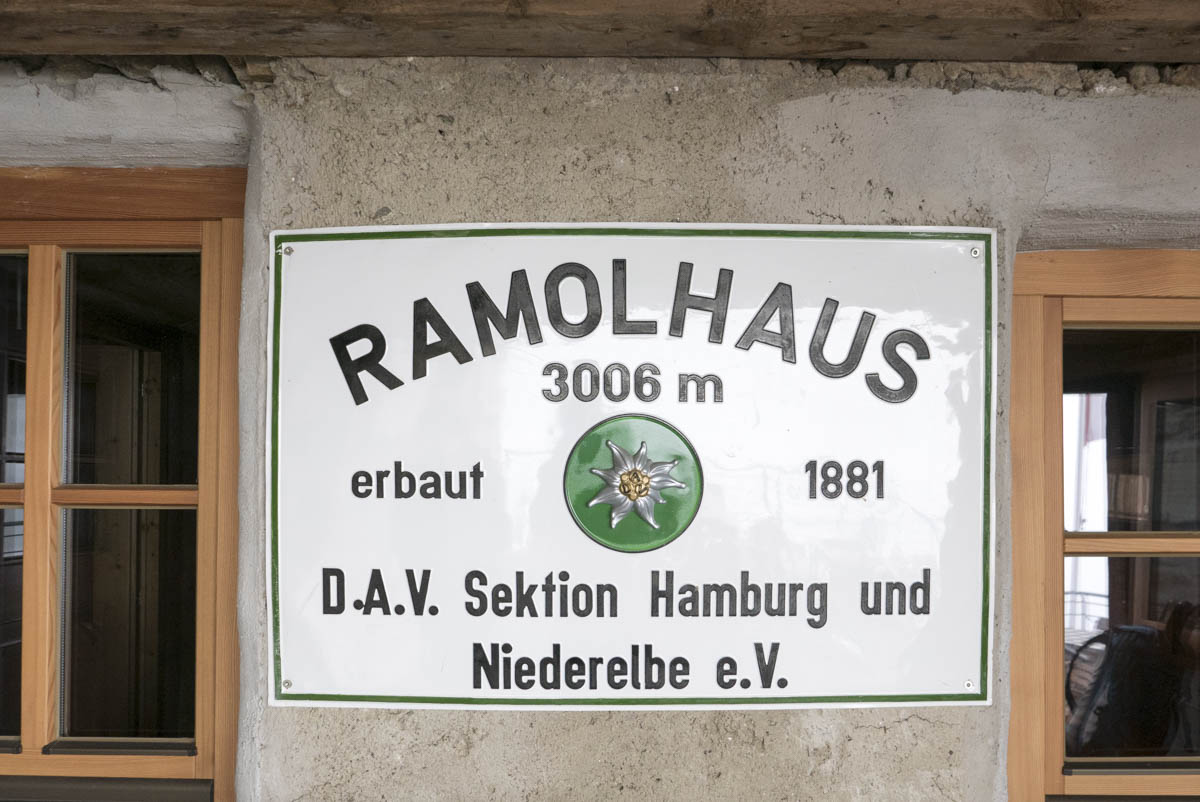 RAMOLHAUS
3006 m
erbaut 1881
D.A.V. Sektion Hamburg und
Niederelbe e.V.